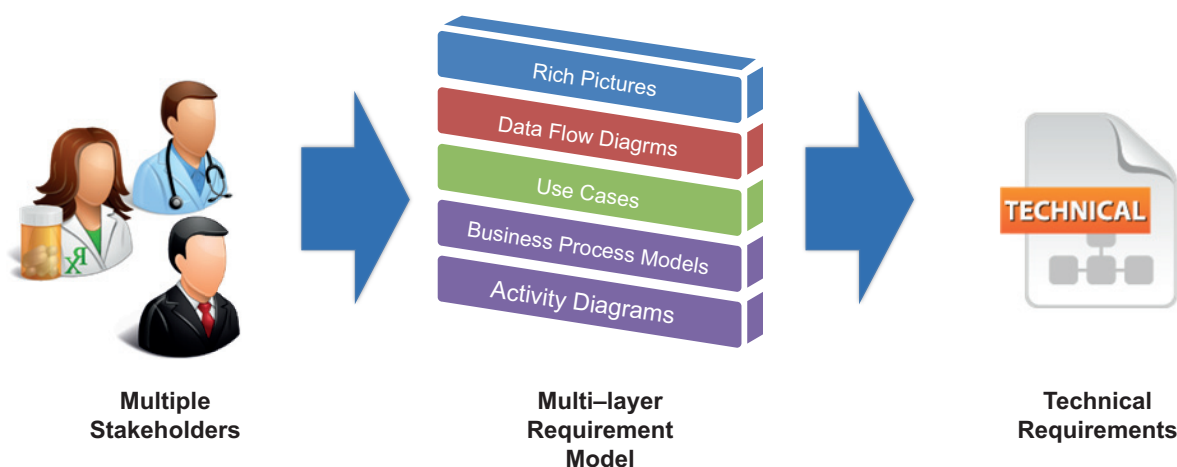 Rich Pictures
Data Flow Diagrms
Use Cases
Business Process Models
Activity Diagrams
TECHNICAL
Rx
Multiple
Stakeholders
Multi–layer
Requirement
Model
Technical
Requirements